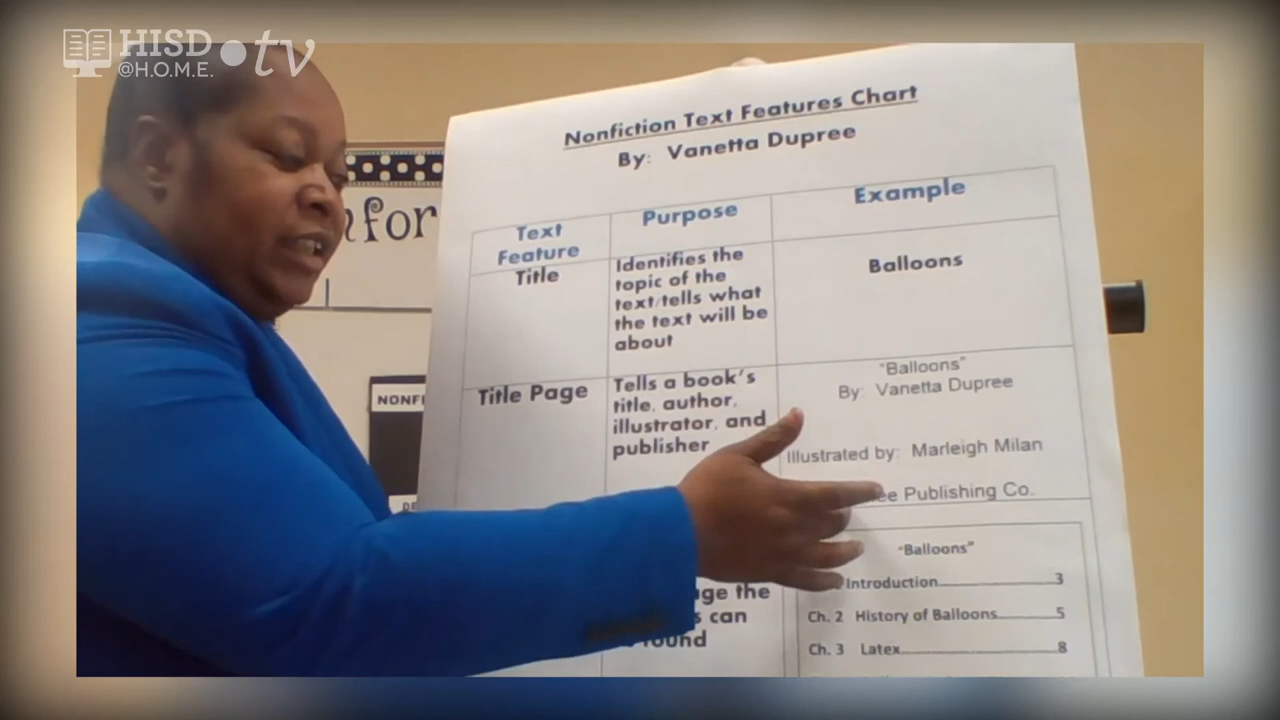 HISD
@H.O.M.E.
tv
Nonfiction Text Features Chart
By: Vanetta Dupree
Text
Feature
Purpose
Example
Title
Identifies the
topic of the
text/tells what
the text will be
about
Balloons
Title Page
Tells a book's
title, author,
illustrator, and
publisher
"Balloons"
By: Vanetta Dupree
Illustrated by: Marleigh Milan
Publishing Co.
the
can
"Balloons"
Introduction 3
Ch. 2 History of Balloons 5
Ch. 3 Latex 8